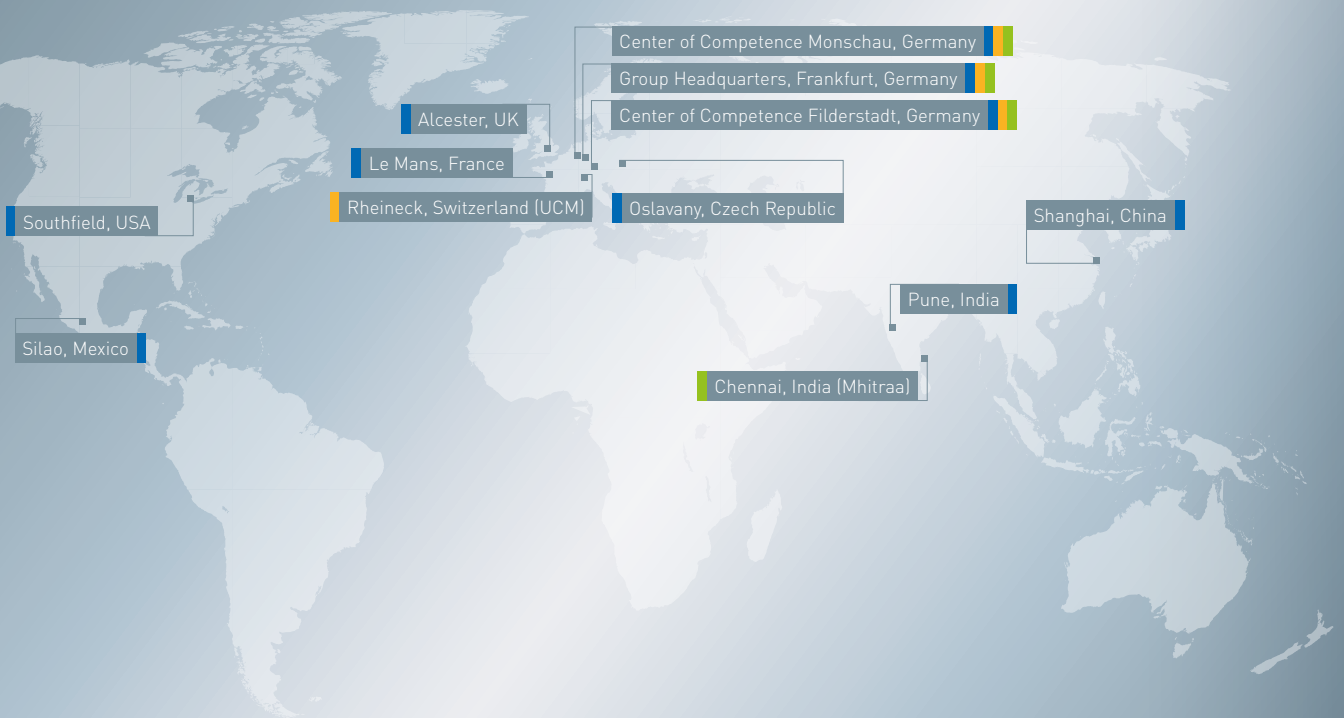 Center of Competence Monschau, Germany
Group Headquarters, Frankfurt, Germany
Center of Competence Filderstadt, Germany
Alcester, UK
Le Mans, France
Rheineck, Switzerland (UCM)
Oslavany, Czech Republic
Southfield, USA
Shanghai, China
Pune, India
Silao, Mexico
Chennai, India (Mhitraa)